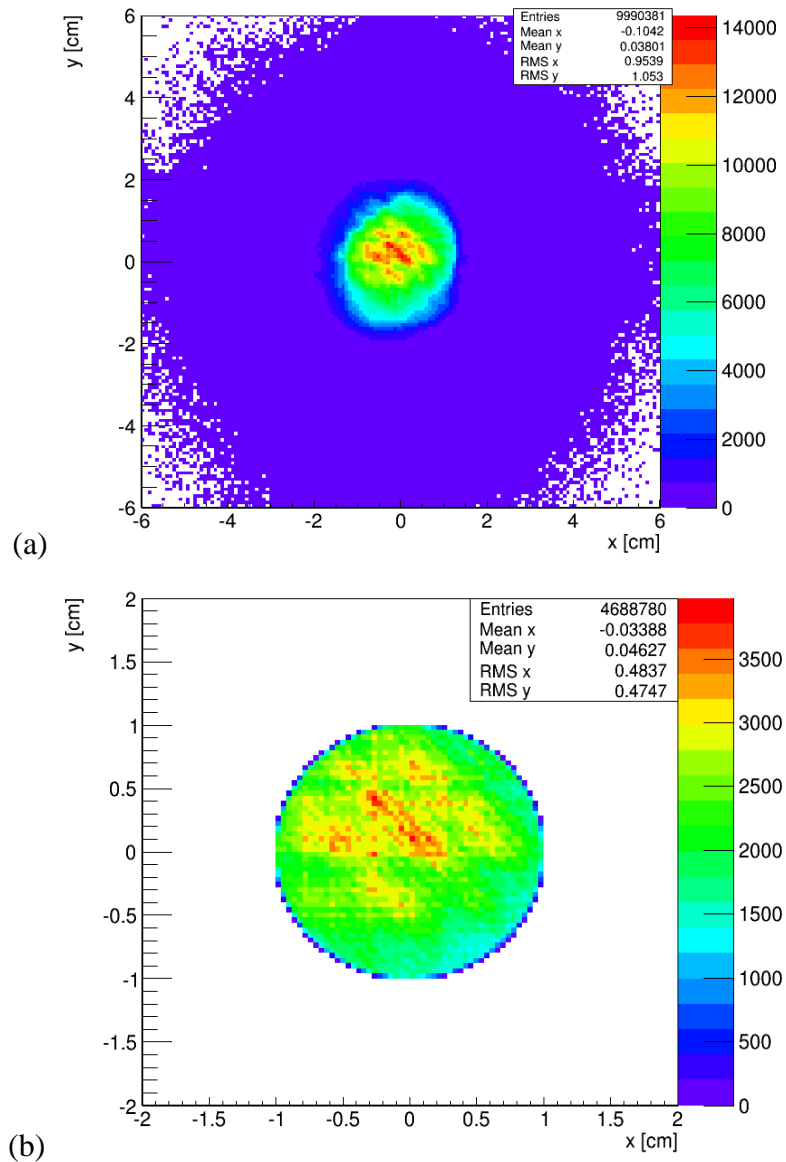 y [cm]
Entries 9990381
Mean x -0.1042
Mean y 0.03801
RMS x 0.9539
RMS y 1.053
6
4
2
0
-2
-4
-6
-6 -4 -2 0 2 4 6
x [cm]
14000
12000
10000
8000
6000
4000
2000
0
(a)
y [cm]
Entries 4688780
Mean x -0.03388
Mean y 0.04627
RMS x 0.4837
RMS y 0.4747
2
1.5
1
0.5
0
-0.5
-1
-1.5
-2
-2 -1.5 -1 -0.5 0 0.5 1 1.5 2
x [cm]
3500
3000
2500
2000
1500
1000
500
0
(b)